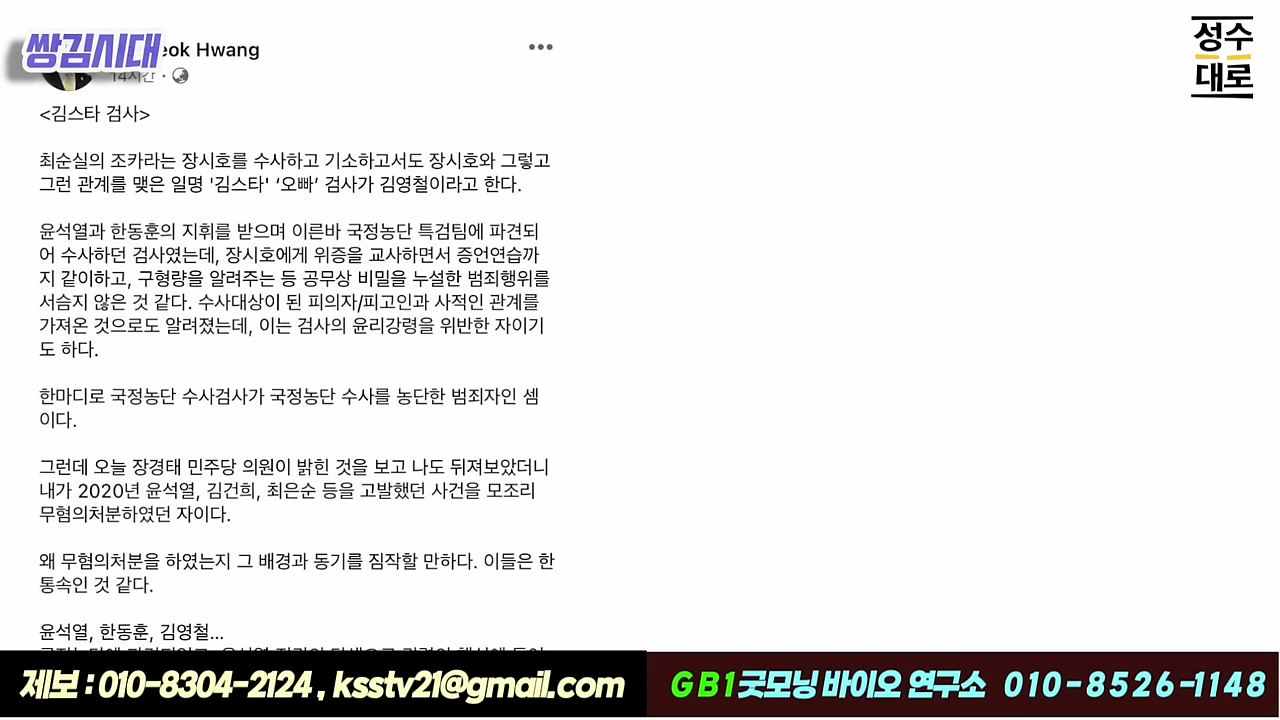 쌍김시대
eok Hwang
14시간
성수
대로
<김스타 검사>
최순실의 조카라는 장시호를 수사하고 기소하고서도 장시호와 그렇고
그런 관계를 맺은 일명 '김스타' ‘오빠’ 검사가 김영철이라고 한다.
윤석열과 한동훈의 지휘를 받으며 이른바 국정농단 특검팀에 파견되
어 수사하던 검사였는데, 장시호에게 위증을 교사하면서 증언연습까
지 같이하고, 구형량을 알려주는 등 공무상 비밀을 누설한 범죄행위를
서슴지 않은 것 같다. 수사대상이 된 피의자/피고인과 사적인 관계를
가져온 것으로도 알려졌는데, 이는 검사의 윤리강령을 위반한 자이기
도 하다.
한마디로 국정농단 수사검사가 국정농단 수사를 농단한 범죄자인 셈
이다.
그런데 오늘 장경태 민주당 의원이 밝힌 것을 보고 나도 뒤져보았더니
내가 2020년 윤석열, 김건희, 최은순 등을 고발했던 사건을 모조리
무혐의처분하였던 자이다.
왜 무혐의처분을 하였는지 그 배경과 동기를 짐작할 만하다. 이들은 한
통속인 것 같다.
윤석열, 한동훈, 김영철...
제보 : 010-8304-2124 , ksstv21@gmail.com
GB1굿모닝 바이오 연구소 010-8526-1148